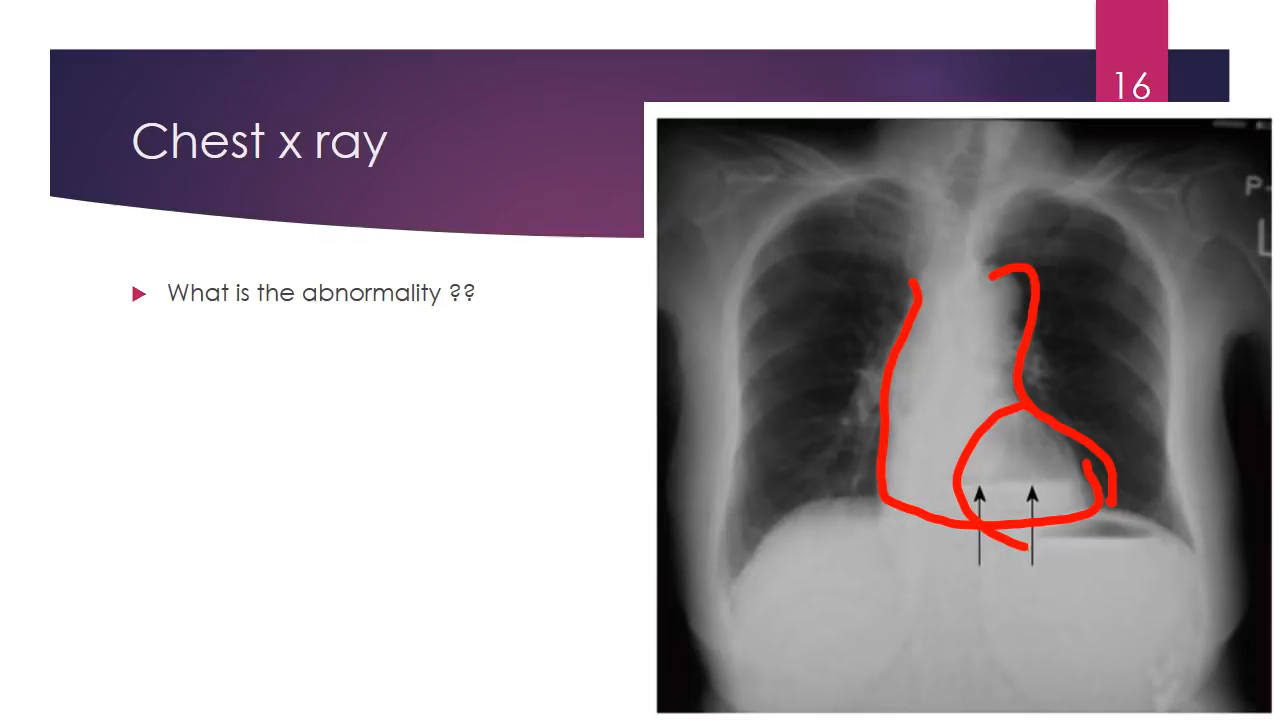 16
Chest x ray
What is the abnormality ??
P-
L